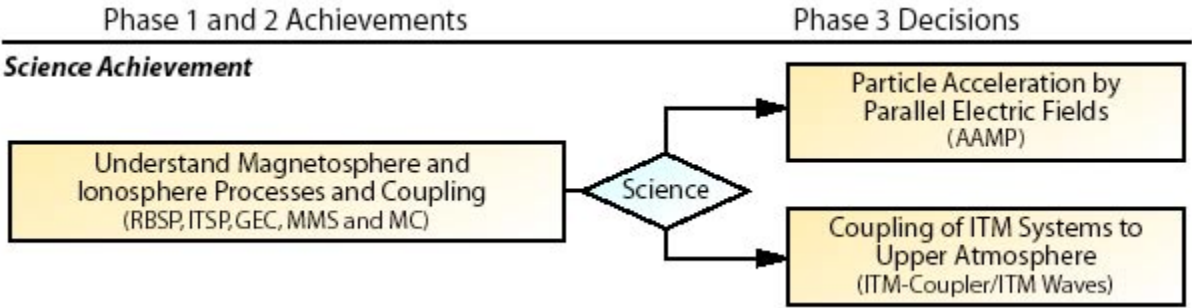 Phase 1 and 2 Achievements
Phase 3 Decisions
Science Achievement
Understand Magnetosphere and
Ionosphere Processes and Coupling
(RBSP, ITSP, GEC, MMS and MC)
Science
Particle Acceleration by
Parallel Electric Fields
(AAMP)
Coupling of ITM Systems to
Upper Atmosphere
(ITM-Coupler/ITM Waves)